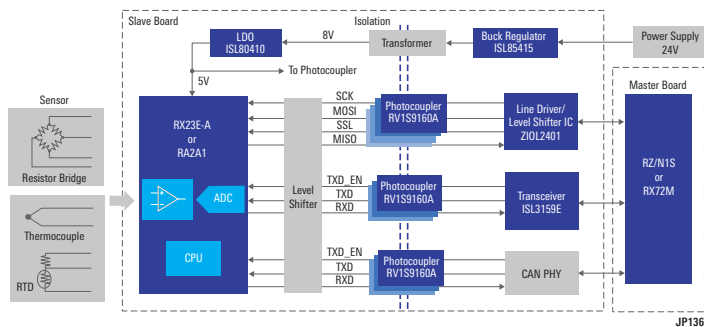 Slave Board
Isolation
LDO
ISL80410
8V
Transformer
Buck Regulator
ISL85415
Power Supply
24V
5V
To Photocoupler
Master Board
Sensor
Resistor Bridge
Thermocouple
RTD
RX23E-A
or
RA2A1
ADC
CPU
Level
Shifter
SCK
MOSI
SSL
MISO
Photocoupler
RV1S9160A
Line Driver/
Level Shifter IC
ZIOL2401
TXD_EN
TXD
RXD
Photocoupler
RV1S9160A
Transceiver
ISL3159E
TXD_EN
TXD
RXD
Photocoupler
RV1S9160A
CAN PHY
RZ/N1S
or
RX72M
JP136